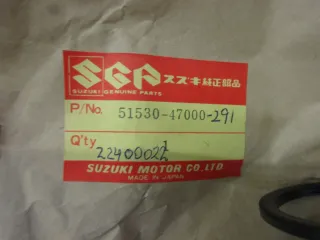 SGP スズキ純正部品
SUZUKI GENUINE PARTS
P/No. 51530-47000-291
Q'ty 22400022
SUZUKI MOTOR CO.,LTD
MADE IN JAPAN